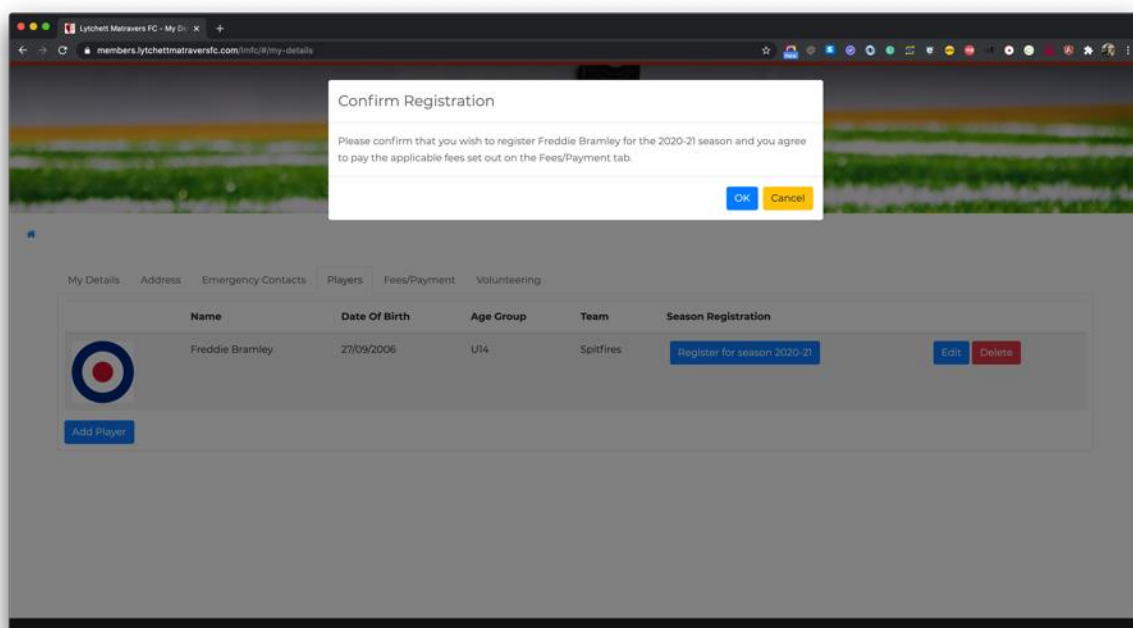 Lytchett Matravers FC - My De
members.lytchettmatraversfc.com/lmfc/#/my-details
Confirm Registration
Please confirm that you wish to register Freddie Bramley for the 2020-21 season and you agree
to pay the applicable fees set out on the Fees/Payment tab.
OK Cancel
My Details Address Emergency Contacts Players Fees/Payment Volunteering
Name Date Of Birth Age Group Team Season Registration
Freddie Bramley 27/09/2006 U14 Spitfires Register for season 2020-21 Edit Delete
Add Player